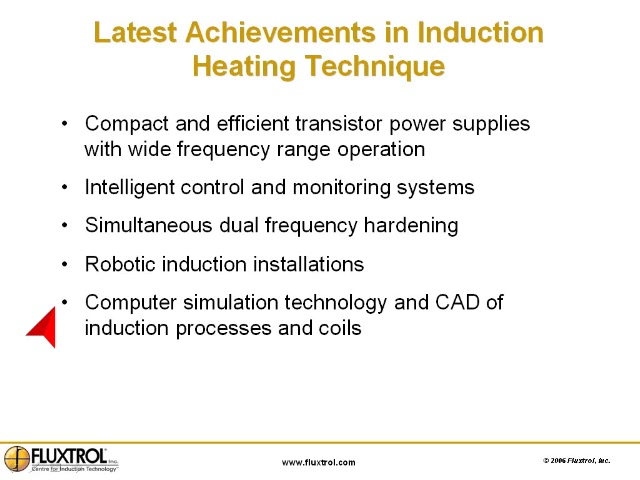 Latest Achievements in Induction
Heating Technique
• Compact and efficient transistor power supplies
with wide frequency range operation
• Intelligent control and monitoring systems
• Simultaneous dual frequency hardening
• Robotic induction installations
• Computer simulation technology and CAD of
induction processes and coils
FLUXTROL Inc.
Centre for Induction Technology™
www.fluxtrol.com
© 2006 Fluxtrol, Inc.